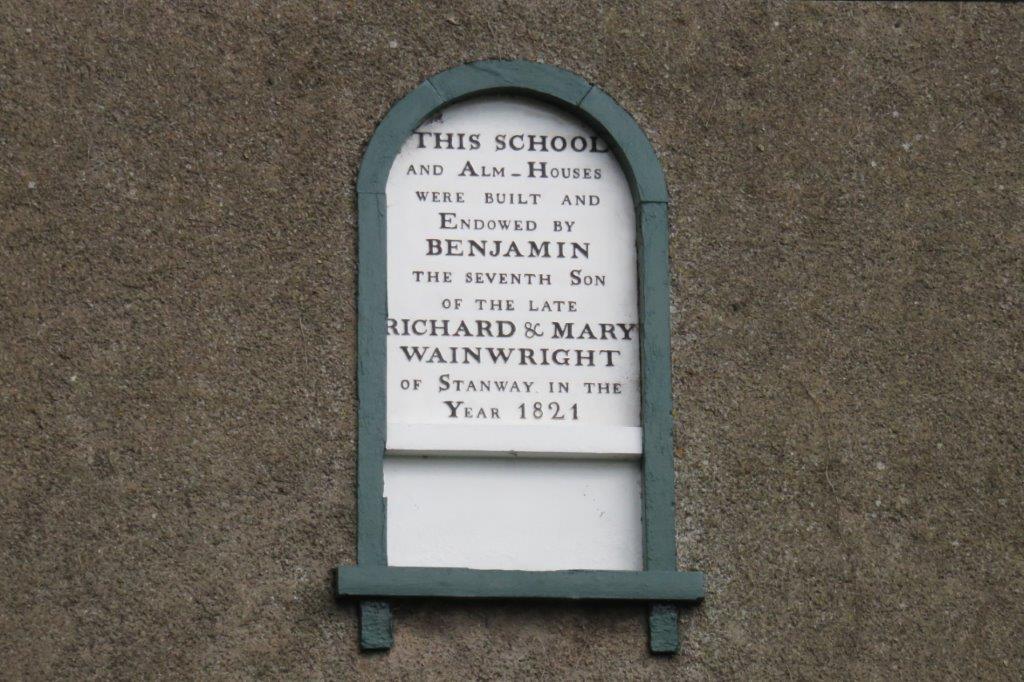 THIS SCHOOL
AND ALM-HOUSES
WERE BUILT AND
ENDOWED BY
BENJAMIN
THE SEVENTH SON
OF THE LATE
RICHARD & MARY
WAINWRIGHT
OF STANWAY IN THE
YEAR 1821